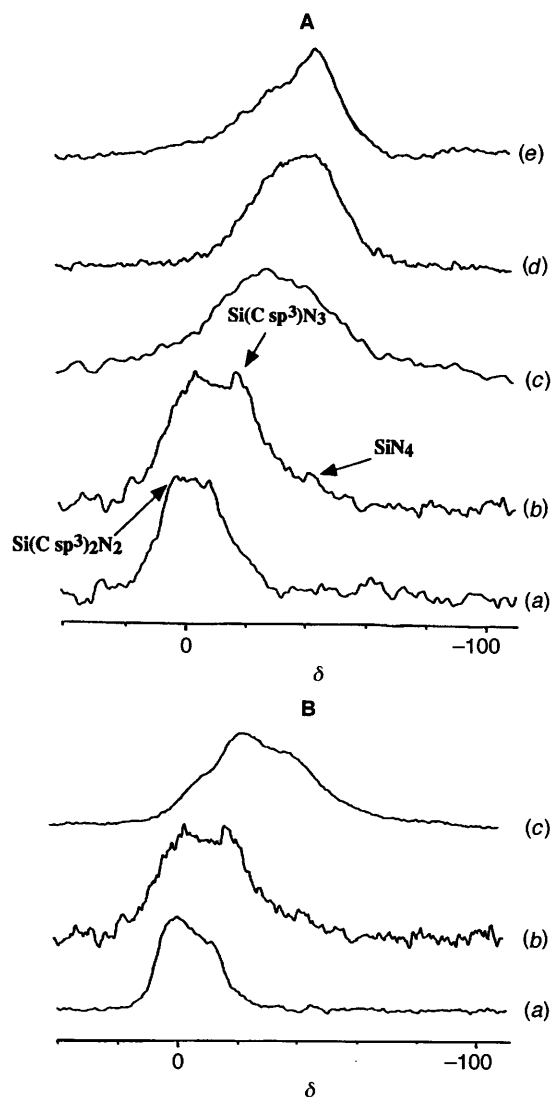 A
(e)
(d)
Si(C sp³)N₃
(c)
SiN₄
(b)
Si(C sp³)₂N₂
(a)
0
−100
δ
B
(c)
(b)
(a)
0
−100
δ